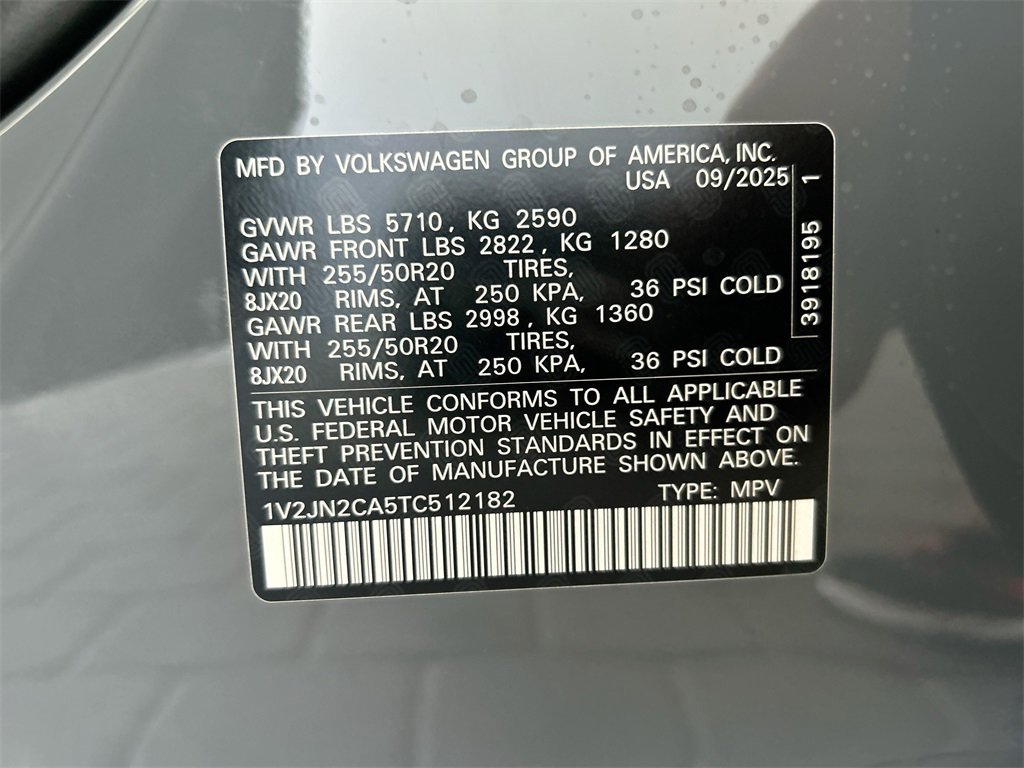 MFD BY VOLKSWAGEN GROUP OF AMERICA, INC.
USA 09/2025
GVWR LBS 5710, KG 2590
GAWR FRONT LBS 2822, KG 1280
WITH 255/50R20 TIRES,
8JX20 RIMS, AT 250 KPA, 36 PSI COLD
GAWR REAR LBS 2998, KG 1360
WITH 255/50R20 TIRES,
8JX20 RIMS, AT 250 KPA, 36 PSI COLD
3918195 1
THIS VEHICLE CONFORMS TO ALL APPLICABLE
U.S. FEDERAL MOTOR VEHICLE SAFETY AND
THEFT PREVENTION STANDARDS IN EFFECT ON
THE DATE OF MANUFACTURE SHOWN ABOVE.
1V2JN2CA5TC512182 TYPE: MPV